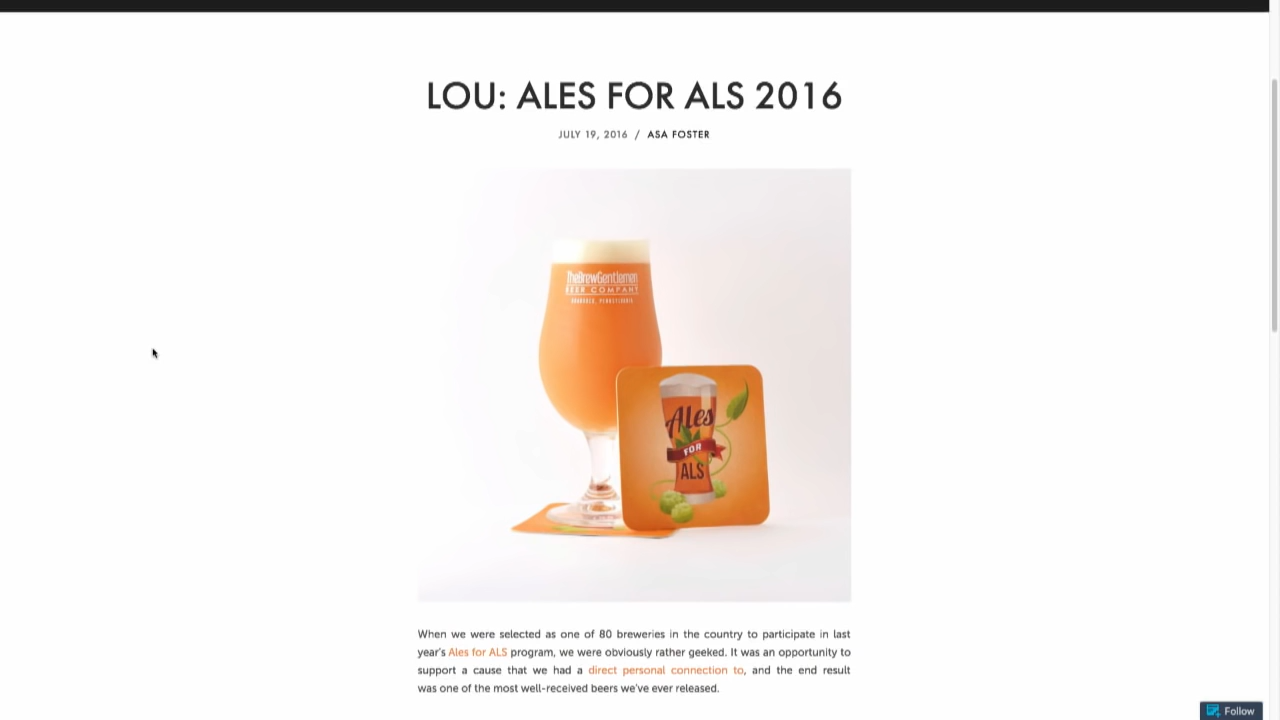 LOU: ALES FOR ALS 2016
JULY 19, 2016 / ASA FOSTER
TheBrewGentlemen
BEER COMPANY
BRADDOCK, PENNSYLVANIA
Ales
FOR
ALS
When we were selected as one of 80 breweries in the country to participate in last
year's Ales for ALS program, we were obviously rather geeked. It was an opportunity to
support a cause that we had a direct personal connection to, and the end result
was one of the most well-received beers we've ever released.
Follow